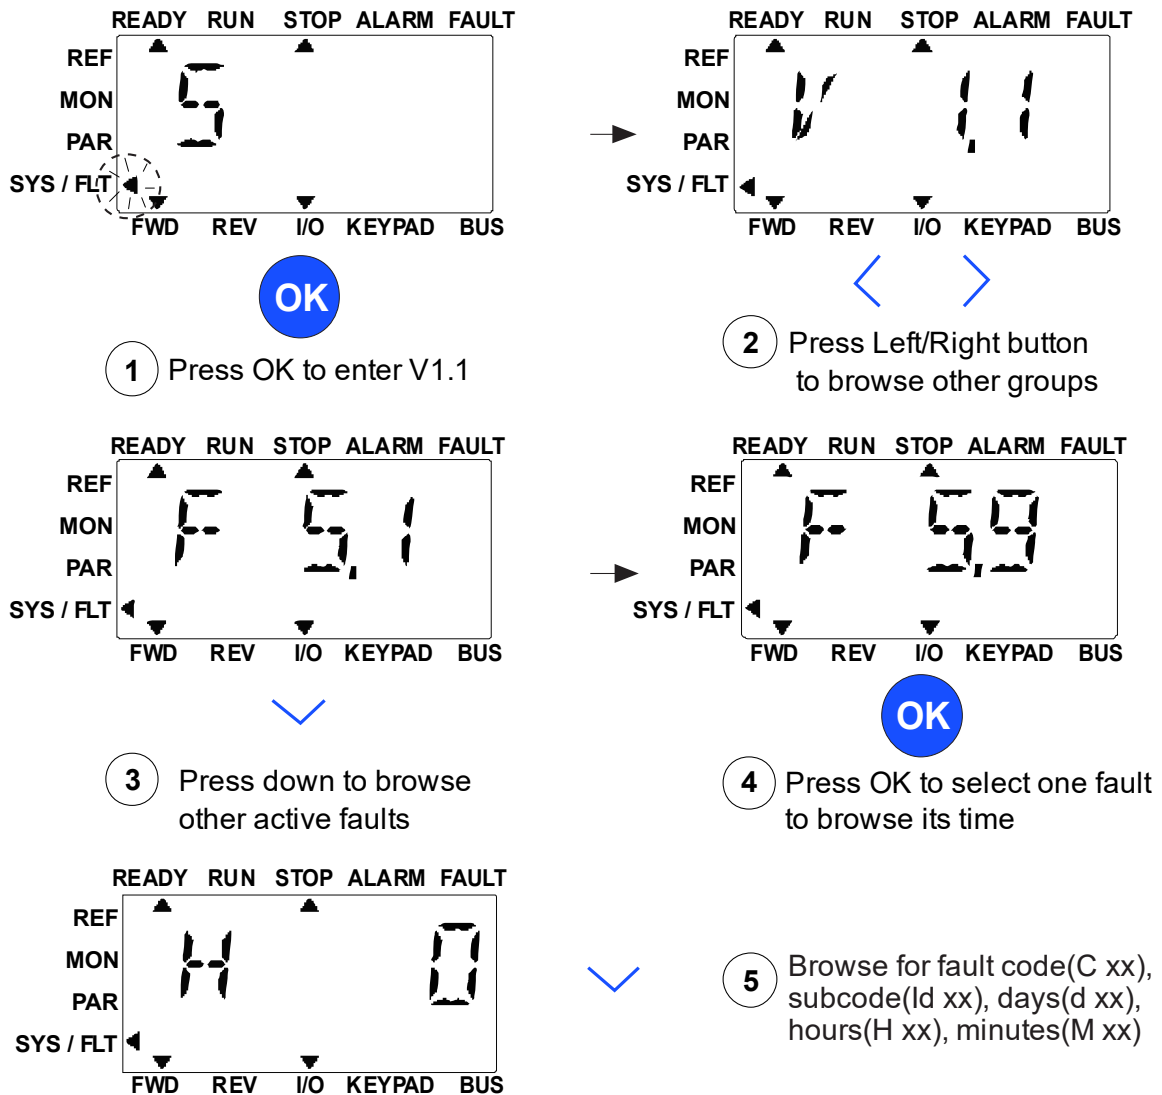 READY RUN STOP ALARM FAULT
REF
MON
PAR
SYS / FLT
S
FWD REV I/O KEYPAD BUS
OK
1 Press OK to enter V1.1
READY RUN STOP ALARM FAULT
REF
MON
PAR
SYS / FLT
V 1.1
FWD REV I/O KEYPAD BUS
2 Press Left/Right button
to browse other groups
READY RUN STOP ALARM FAULT
REF
MON
PAR
SYS / FLT
F 5.1
FWD REV I/O KEYPAD BUS
3 Press down to browse
other active faults
READY RUN STOP ALARM FAULT
REF
MON
PAR
SYS / FLT
F 5.9
FWD REV I/O KEYPAD BUS
OK
4 Press OK to select one fault
to browse its time
READY RUN STOP ALARM FAULT
REF
MON
PAR
SYS / FLT
H 0
FWD REV I/O KEYPAD BUS
5 Browse for fault code(C xx),
subcode(Id xx), days(d xx),
hours(H xx), minutes(M xx)